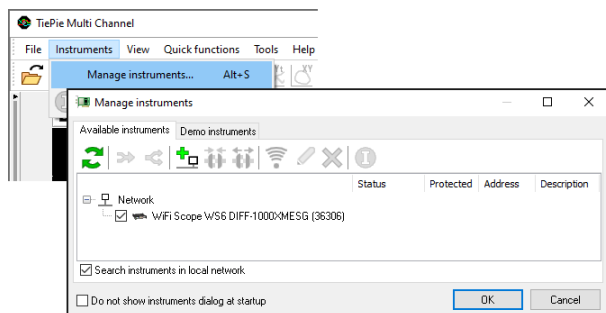 TiePie Multi Channel
File Instruments View Quick functions Tools Help
Manage instruments... Alt+S
Manage instruments
Available instruments Demo instruments
Status Protected Address Description
Network
WiFi Scope WS6 DIFF-1000XMESG (36306)
Search instruments in local network
Do not show instruments dialog at startup
OK Cancel